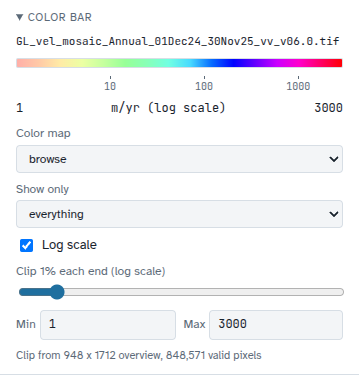 ▼ COLOR BAR
GL_vel_mosaic_Annual_01Dec24_30Nov25_vv_v06.0.tif
10 100 1000
1 m/yr (log scale) 3000
Color map
browse
Show only
everything
Log scale
Clip 1% each end (log scale)
Min 1 Max 3000
Clip from 948 x 1712 overview, 848,571 valid pixels